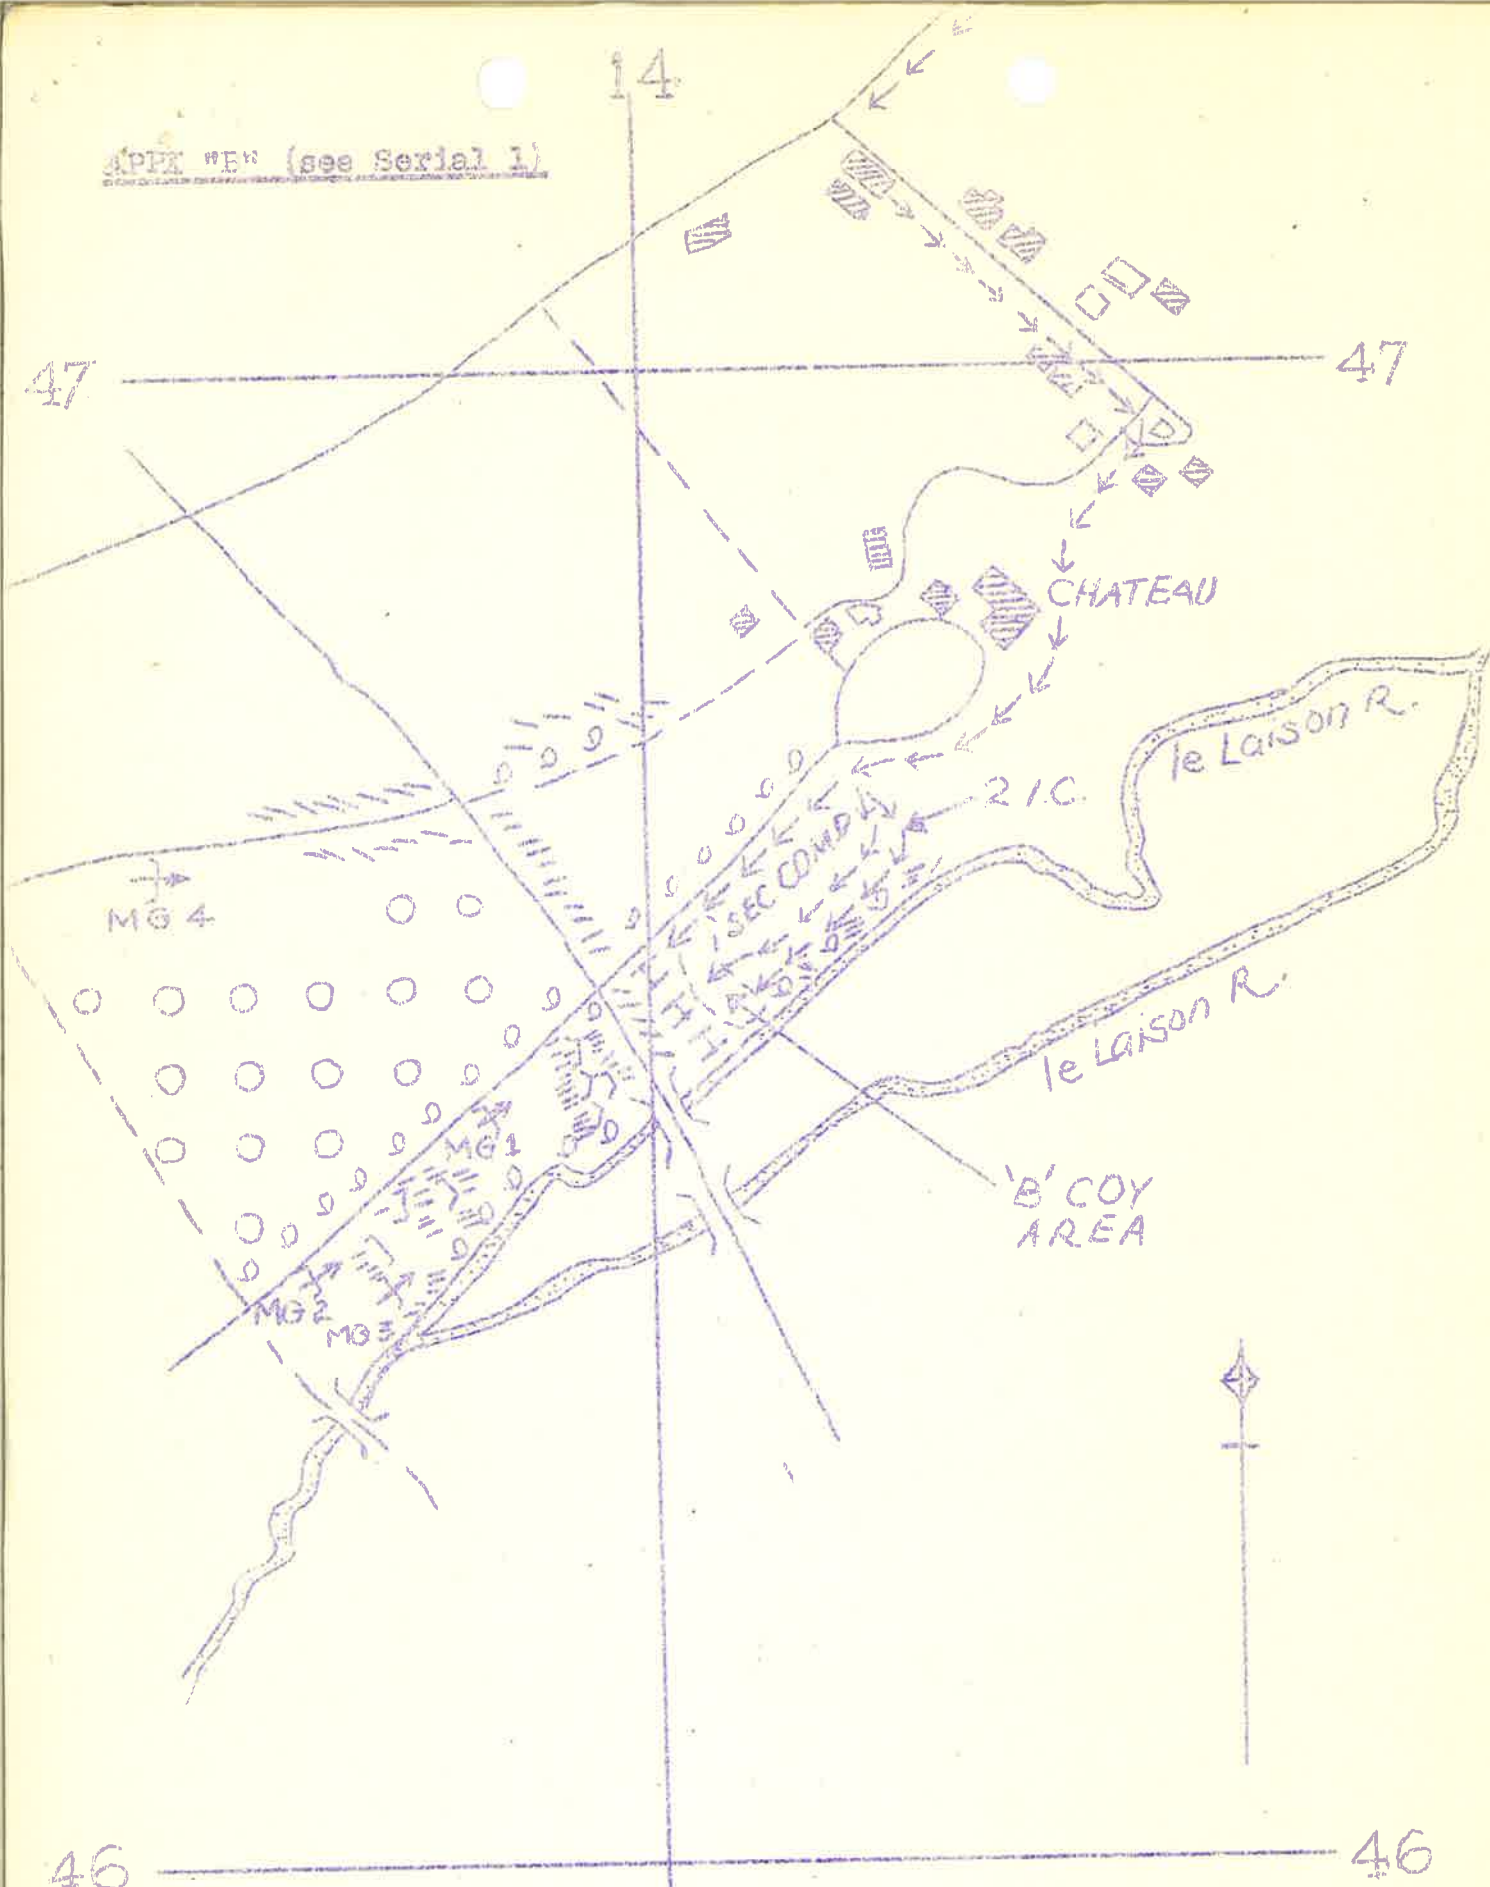 14
APPX "E" (see Serial 1)
47
47
CHATEAU
le Laison R.
2 I.C.
SEC COMD
MG 4
le Laison R.
MG 1
'B' COY
AREA
MG 2
MG 3
46
46